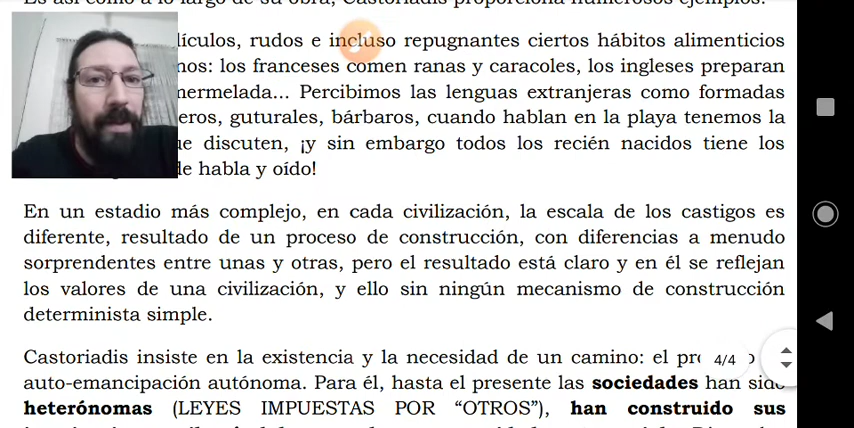 Es así como a lo largo de su obra, Castoriadis proporciona numerosos ejemplos:
lículos, rudos e incluso repugnantes ciertos hábitos alimenticios
nos: los franceses comen ranas y caracoles, los ingleses preparan
mermelada... Percibimos las lenguas extranjeras como formadas
eros, guturales, bárbaros, cuando hablan en la playa tenemos la
ue discuten, ¡y sin embargo todos los recién nacidos tiene los
de habla y oído!
En un estadio más complejo, en cada civilización, la escala de los castigos es
diferente, resultado de un proceso de construcción, con diferencias a menudo
sorprendentes entre unas y otras, pero el resultado está claro y en él se reflejan
los valores de una civilización, y ello sin ningún mecanismo de construcción
determinista simple.
Castoriadis insiste en la existencia y la necesidad de un camino: el 4/4
auto-emancipación autónoma. Para él, hasta el presente las sociedades han sido
heterónomas (LEYES IMPUESTAS POR “OTROS”), han construido sus